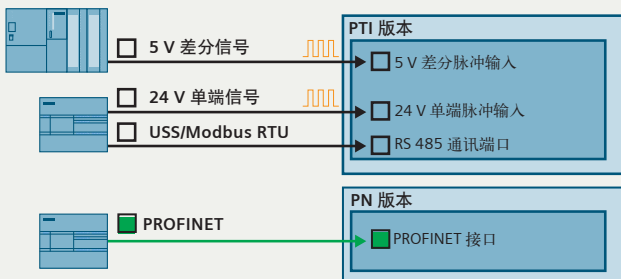 PTI 版本
5 V 差分信号
5 V 差分脉冲输入
24 V 单端信号
24 V 单端脉冲输入
USS/Modbus RTU
RS 485 通讯端口
PN 版本
PROFINET
PROFINET 接口